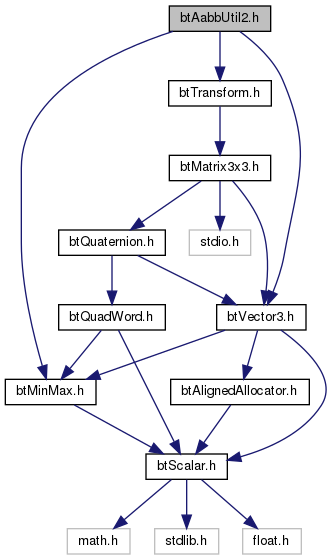 btAabbUtil2.h
btTransform.h
btMatrix3x3.h
btQuaternion.h
stdio.h
btQuadWord.h
btVector3.h
btMinMax.h
btAlignedAllocator.h
btScalar.h
math.h
stdlib.h
float.h